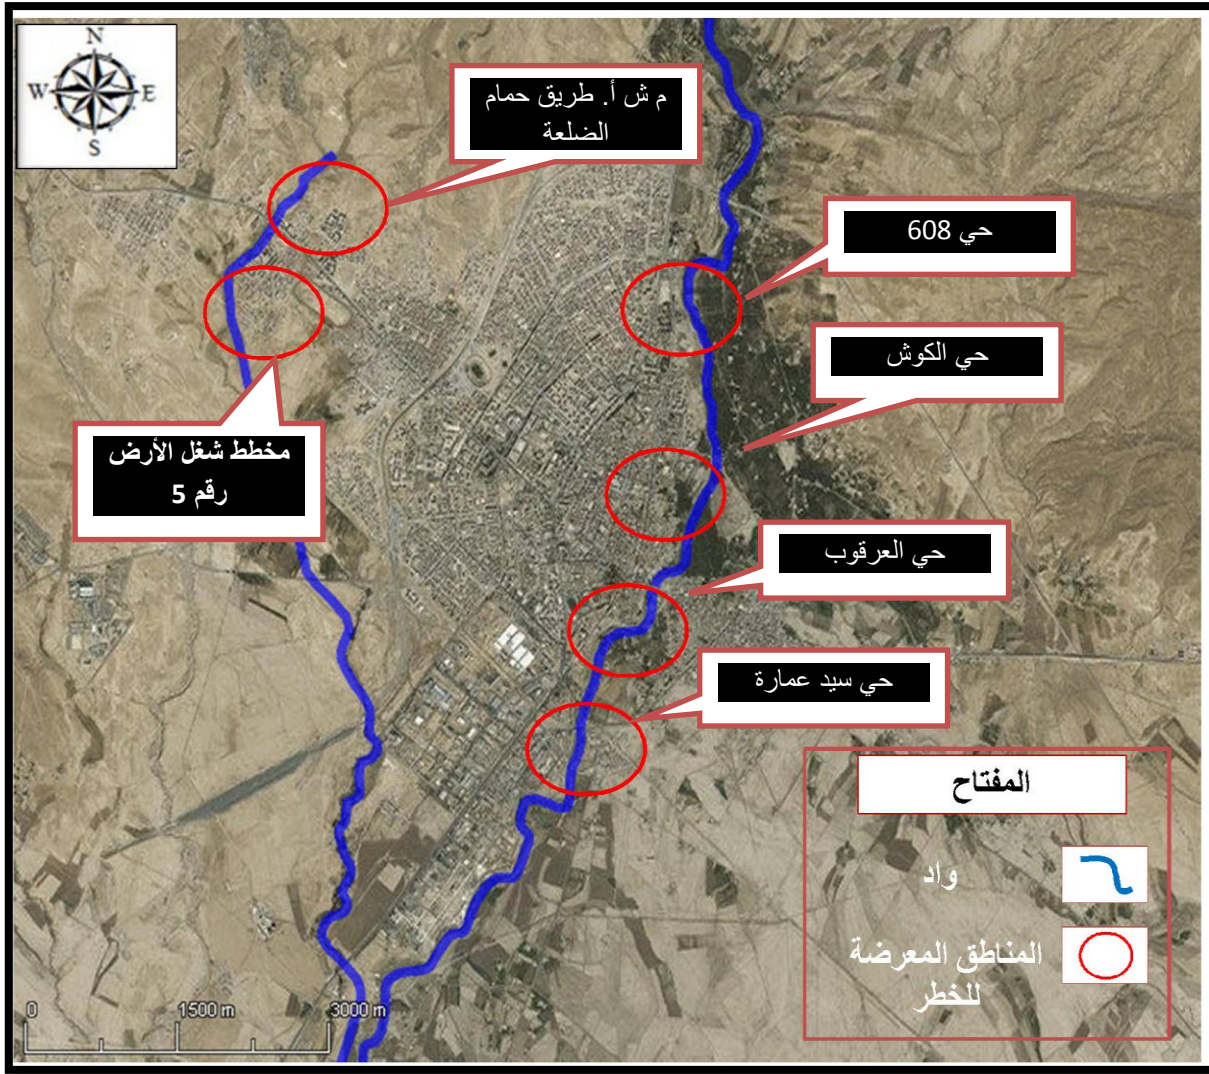 N
W E
S
م ش أ. طريق حمام
الضلعة
حي 608
حي الكوش
مخطط شغل الأرض
رقم 5
حي العرقوب
حي سيد عمارة
المفتاح
واد
المناطق المعرضة
للخطر
0 1500 m 3000 m